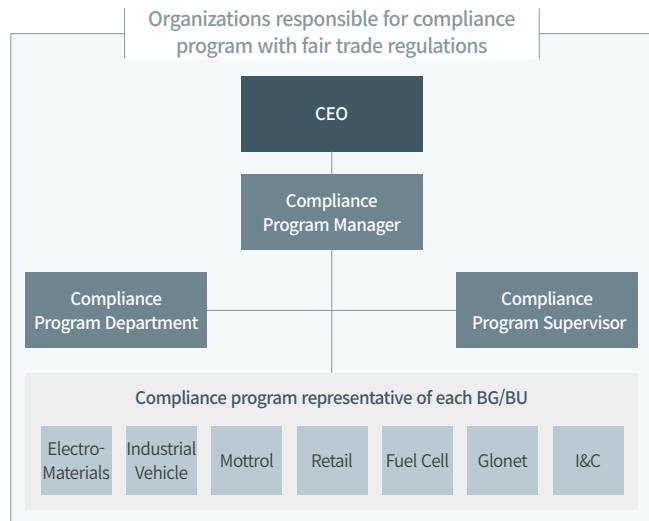 Organizations responsible for compliance
program with fair trade regulations
CEO
Compliance
Program Manager
Compliance
Program Department
Compliance
Program Supervisor
Compliance program representative of each BG/BU
Electro-
Materials
Industrial
Vehicle
Mottrol
Retail
Fuel Cell
Glonet
I&C